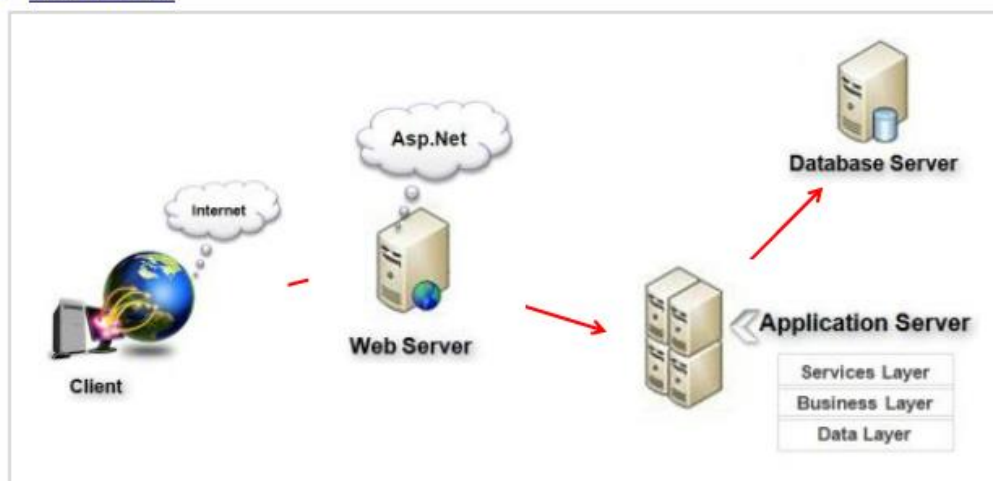 Asp.Net
Database Server
Internet
Web Server
Client
Application Server
Services Layer
Business Layer
Data Layer